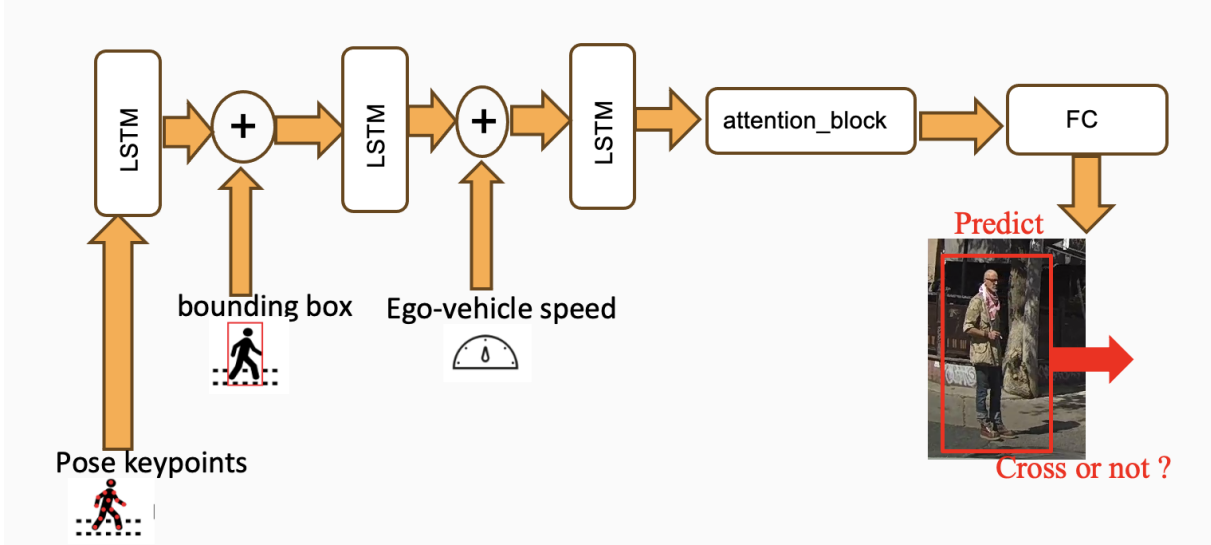 LSTM
+
LSTM
+
LSTM
attention_block
FC
Predict
bounding box
Ego-vehicle speed
Pose keypoints
Cross or not ?